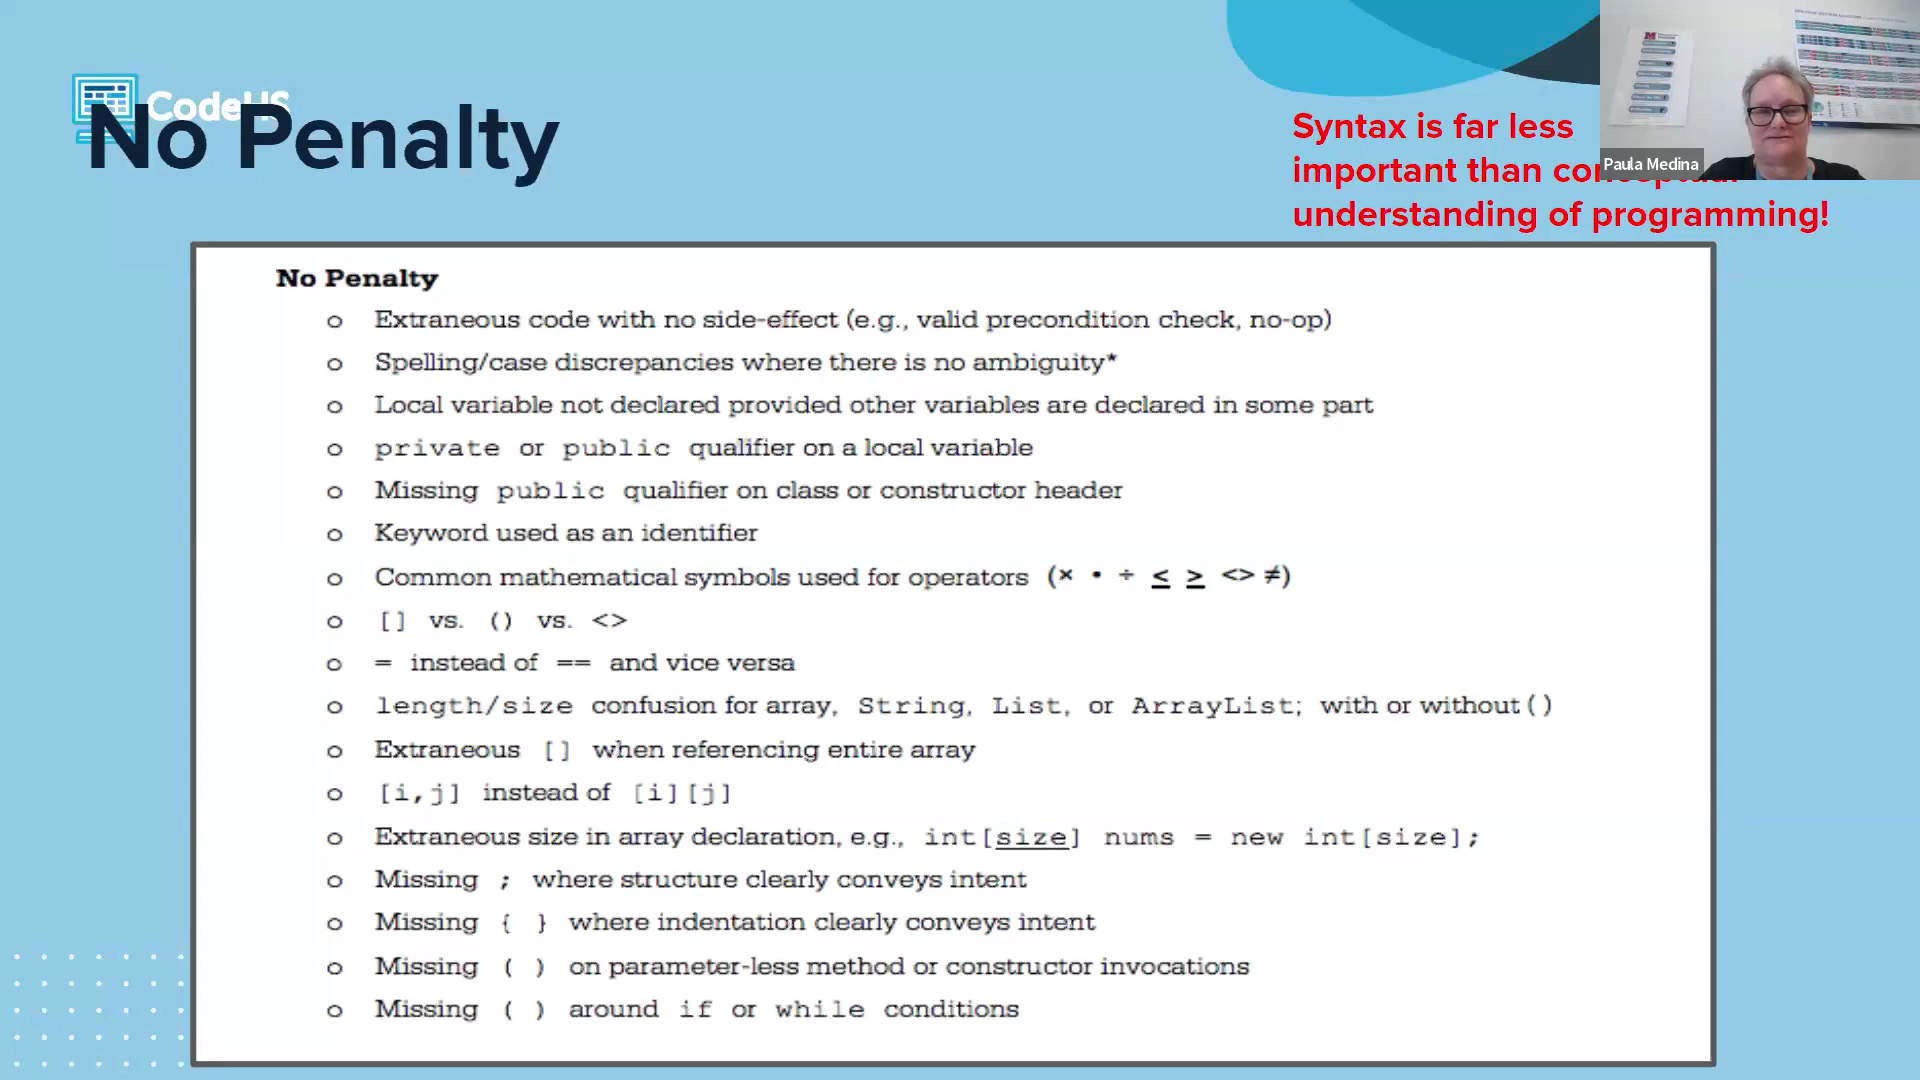 CodeHS
No Penalty
Syntax is far less
important than conceptual
understanding of programming!
Paula Medina
No Penalty
o Extraneous code with no side-effect (e.g., valid precondition check, no-op)
o Spelling/case discrepancies where there is no ambiguity*
o Local variable not declared provided other variables are declared in some part
o private or public qualifier on a local variable
o Missing public qualifier on class or constructor header
o Keyword used as an identifier
o Common mathematical symbols used for operators (× • ÷ ≤ ≥ <> ≠)
o [] vs. () vs. <>
o = instead of == and vice versa
o length/size confusion for array, String, List, or ArrayList; with or without ()
o Extraneous [] when referencing entire array
o [i,j] instead of [i][j]
o Extraneous size in array declaration, e.g., int[size] nums = new int[size];
o Missing ; where structure clearly conveys intent
o Missing { } where indentation clearly conveys intent
o Missing ( ) on parameter-less method or constructor invocations
o Missing ( ) around if or while conditions